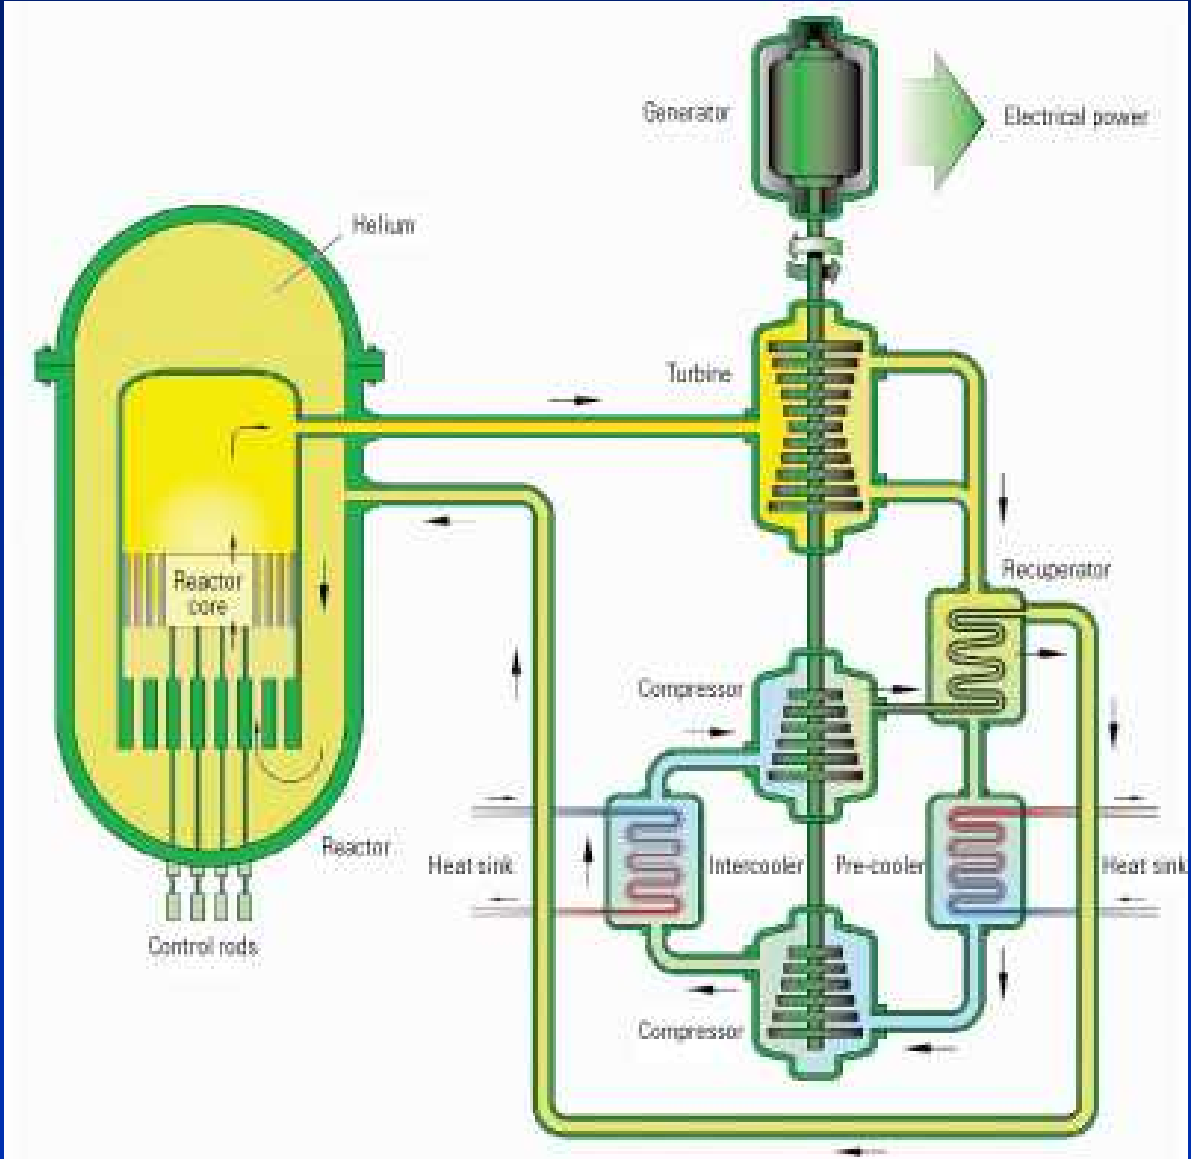 Generator
Electrical power
Helium
Turbine
Recuperator
Reactor
core
Compressor
Reactor
Heat sink
Intercooler
Pre-cooler
Heat sink
Control rods
Compressor